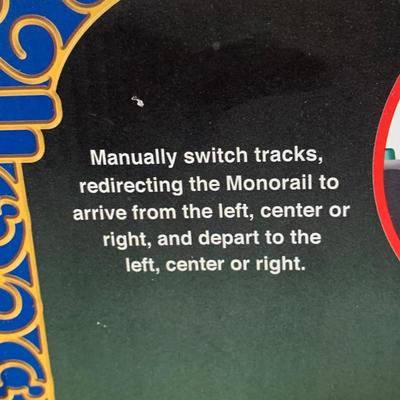 Manually switch tracks,
redirecting the Monorail to
arrive from the left, center or
right, and depart to the
left, center or right.